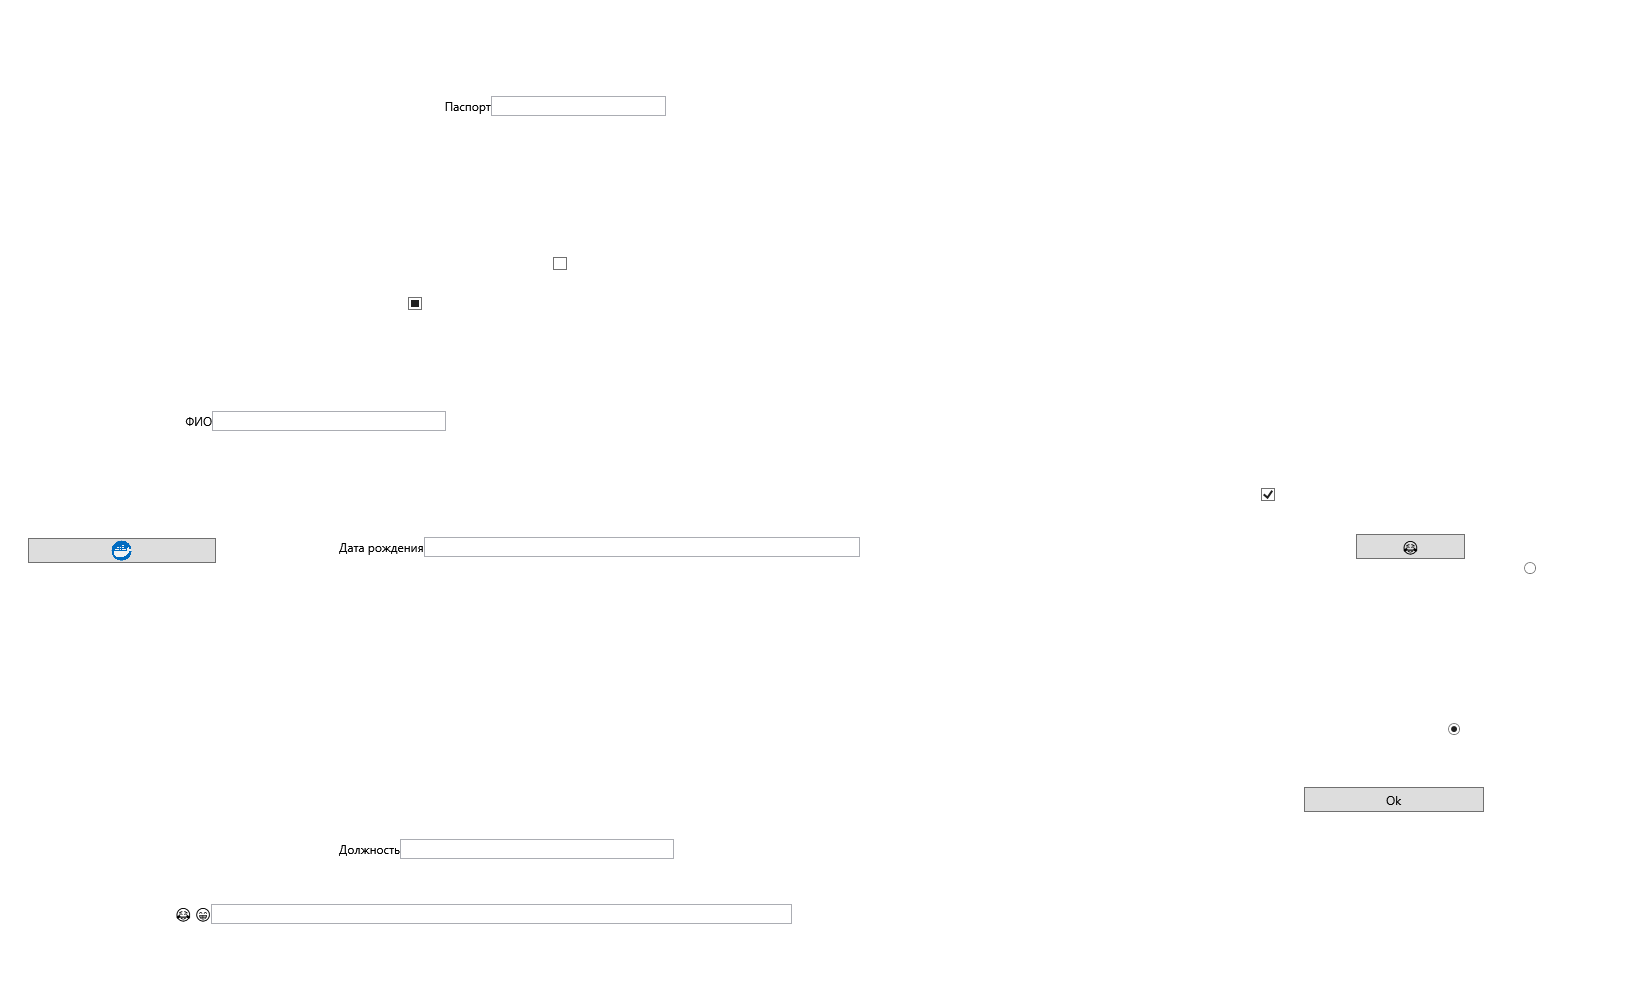 Паспорт
ФИО
Дата рождения
😂
Ok
Должность
😂 😁